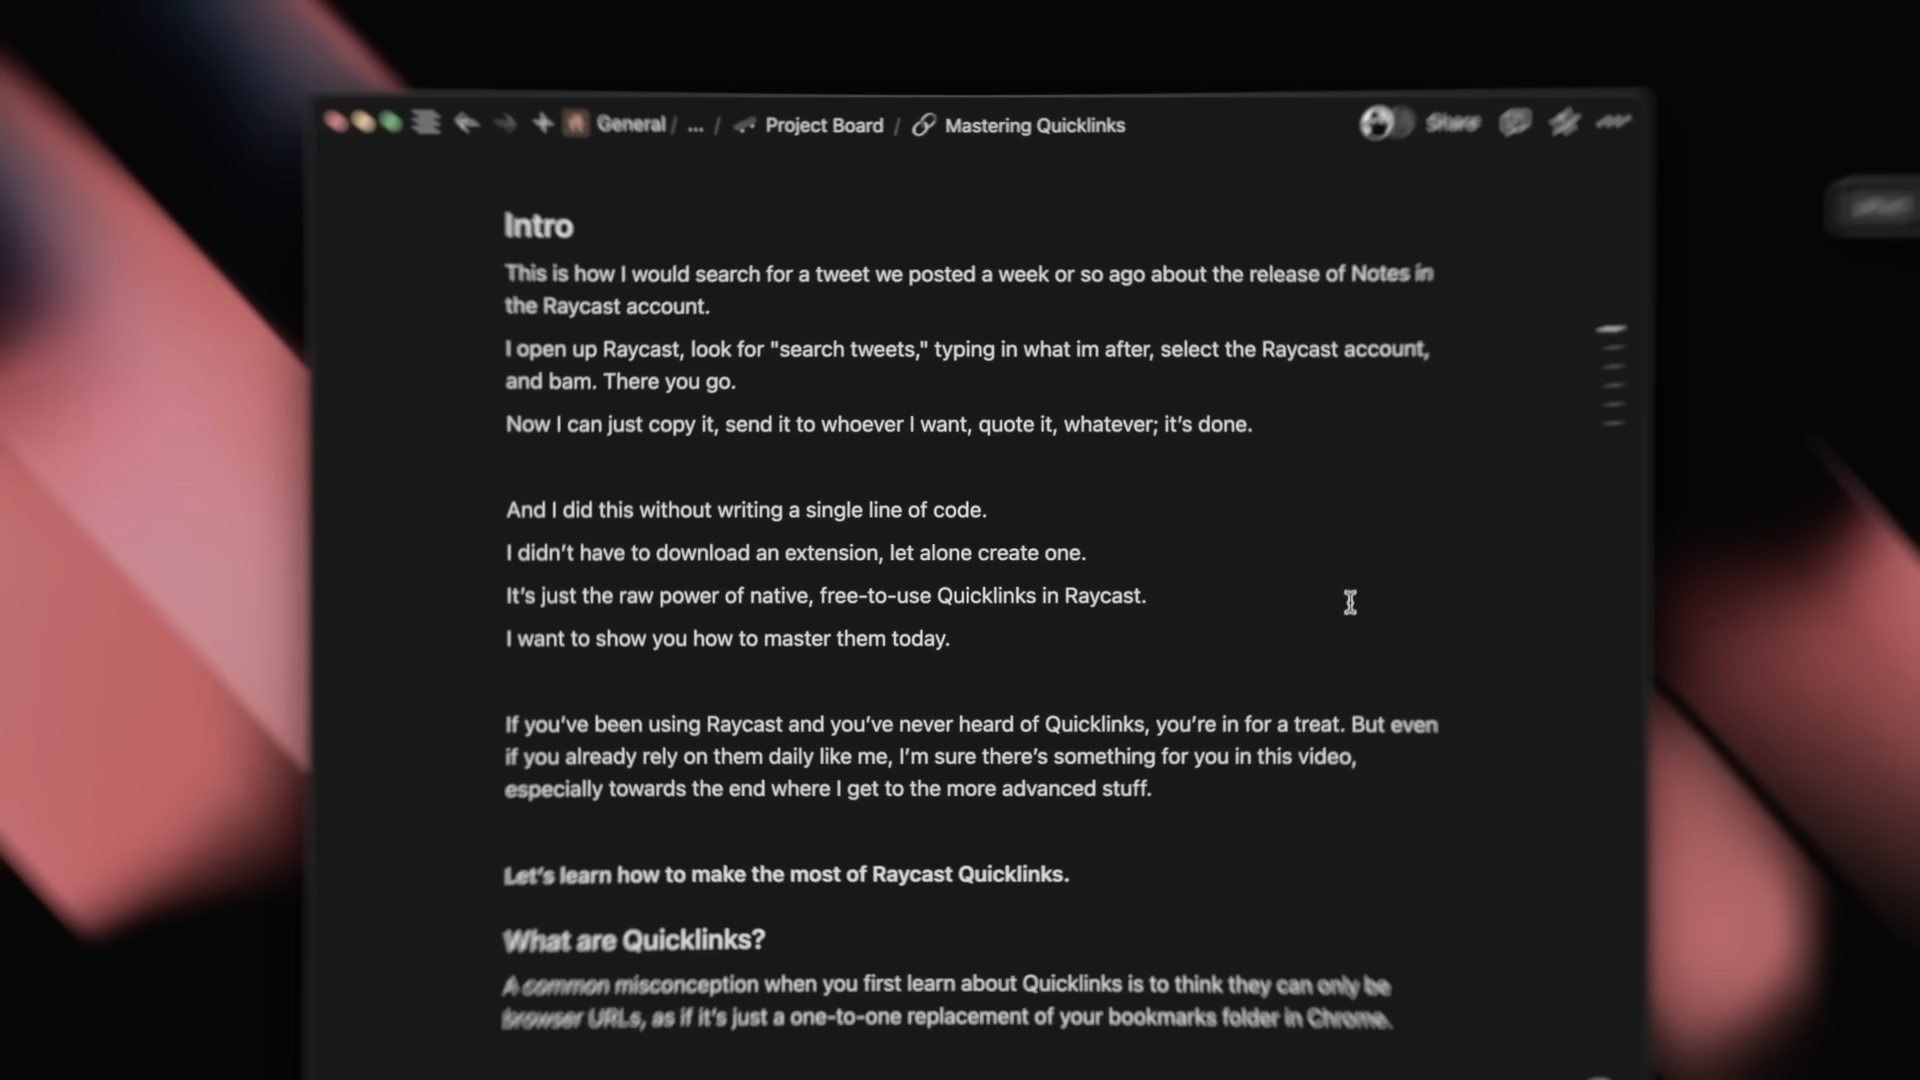 General / ... / Project Board / Mastering Quicklinks
Share
Intro
This is how I would search for a tweet we posted a week or so ago about the release of Notes in
the Raycast account.
I open up Raycast, look for "search tweets," typing in what im after, select the Raycast account,
and bam. There you go.
Now I can just copy it, send it to whoever I want, quote it, whatever; it’s done.
And I did this without writing a single line of code.
I didn’t have to download an extension, let alone create one.
It’s just the raw power of native, free-to-use Quicklinks in Raycast.
I want to show you how to master them today.
If you’ve been using Raycast and you’ve never heard of Quicklinks, you’re in for a treat. But even
if you already rely on them daily like me, I’m sure there’s something for you in this video,
especially towards the end where I get to the more advanced stuff.
Let’s learn how to make the most of Raycast Quicklinks.
What are Quicklinks?
A common misconception when you first learn about Quicklinks is to think they can only be
browser URLs, as if it’s just a one-to-one replacement of your bookmarks folder in Chrome.